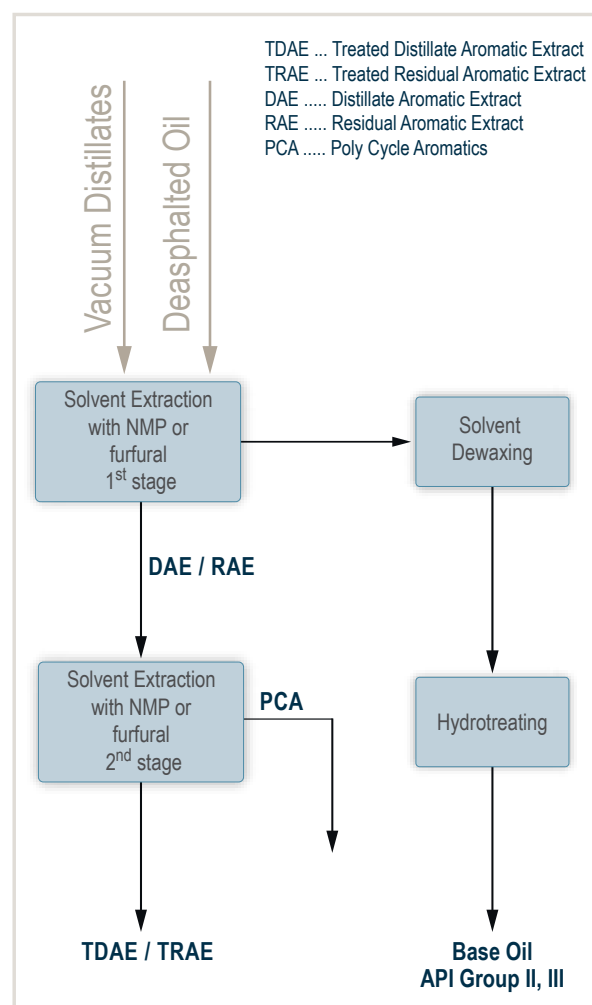 TDAE ... Treated Distillate Aromatic Extract
TRAE ... Treated Residual Aromatic Extract
DAE ..... Distillate Aromatic Extract
RAE ..... Residual Aromatic Extract
PCA ..... Poly Cycle Aromatics
Vacuum Distillates
Deasphalted Oil
Solvent Extraction
with NMP or
furfural
1st stage
Solvent
Dewaxing
DAE / RAE
Solvent Extraction
with NMP or
furfural
2nd stage
PCA
Hydrotreating
TDAE / TRAE
Base Oil
API Group II, III